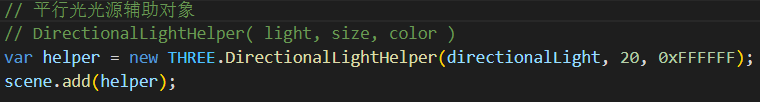 // 平行光光源辅助对象
// DirectionalLightHelper( light, size, color )
var helper = new THREE.DirectionalLightHelper(directionalLight, 20, 0xFFFFFF);
scene.add(helper);